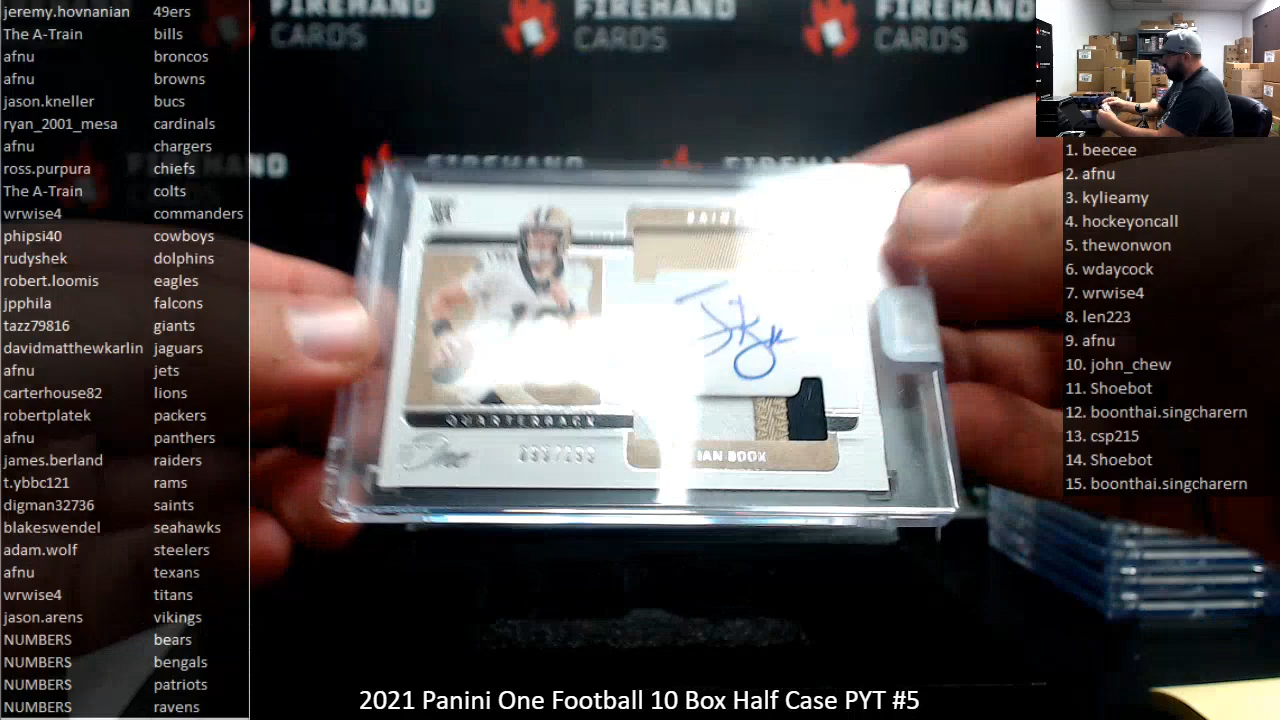 jeremy.hovnanian 49ers
The A-Train bills
afnu broncos
afnu browns
jason.kneller bucs
ryan_2001_mesa cardinals
afnu chargers
ross.purpura chiefs
The A-Train colts
wrwise4 commanders
phipsi40 cowboys
rudyshek dolphins
robert.loomis eagles
jpphila falcons
tazz79816 giants
davidmatthewkarlin jaguars
afnu jets
carterhouse82 lions
robertplatek packers
afnu panthers
james.berland raiders
t.ybbc121 rams
digman32736 saints
blakeswendel seahawks
adam.wolf steelers
afnu texans
wrwise4 titans
jason.arens vikings
NUMBERS bears
NUMBERS bengals
NUMBERS patriots
NUMBERS ravens
FIREHAND
CARDS
FIREHAND
CARDS
FIREHAND
CARDS
FIREHAND
FIREHAND
QUARTERBACK
One
IAN BOOK
1. beecee
2. afnu
3. kylieamy
4. hockeyoncall
5. thewonwon
6. wdaycock
7. wrwise4
8. len223
9. afnu
10. john_chew
11. Shoebot
12. boonthai.singcharern
13. csp215
14. Shoebot
15. boonthai.singcharern
2021 Panini One Football 10 Box Half Case PYT #5